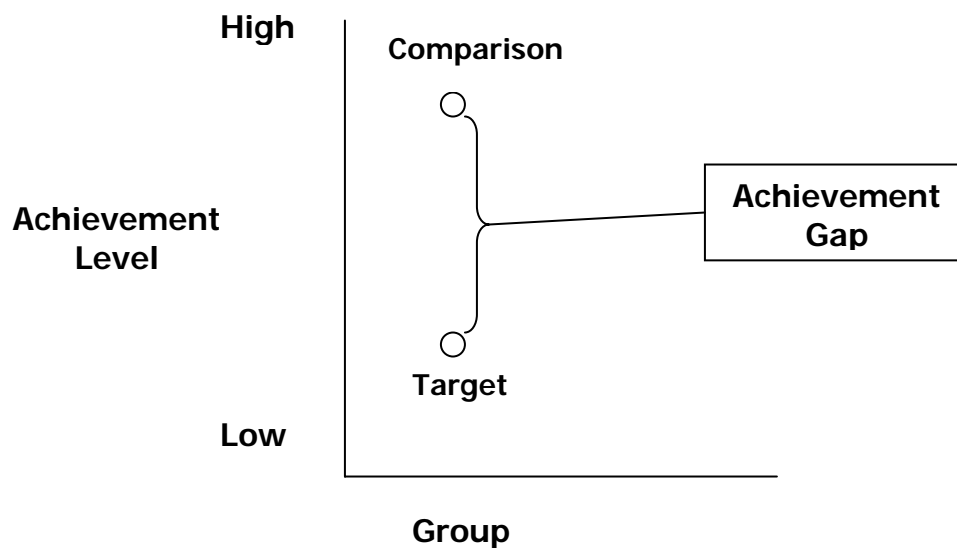 High
Comparison
Achievement
Level
Achievement
Gap
Target
Low
Group